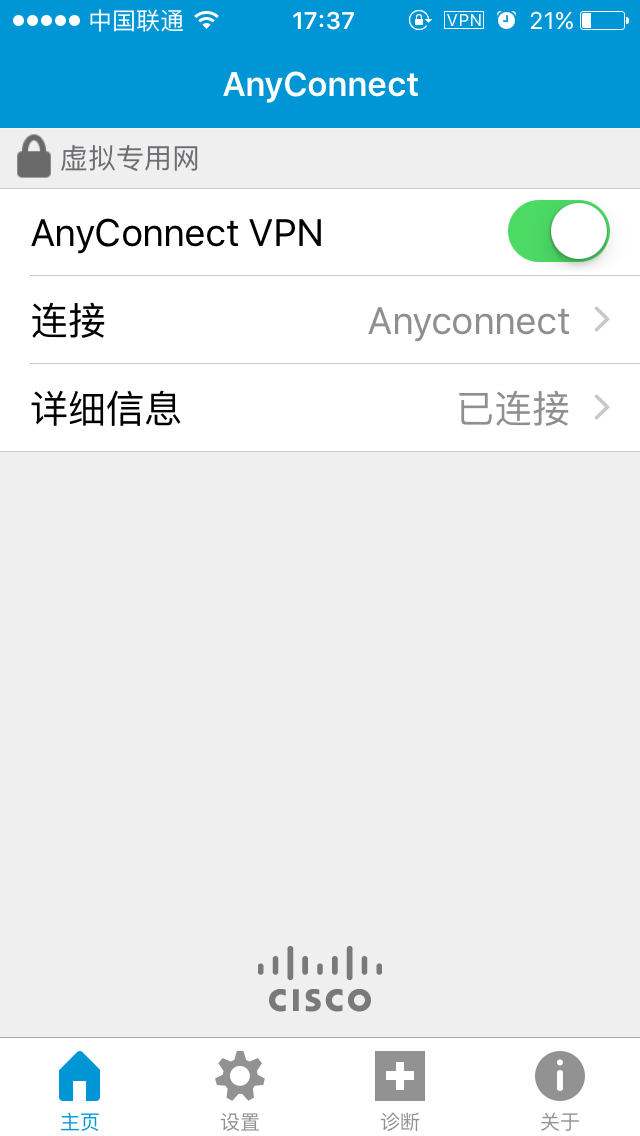 中国联通 17:37 VPN 21%
AnyConnect
虚拟专用网
AnyConnect VPN
连接 Anyconnect
详细信息 已连接
CISCO
主页 设置 诊断 关于